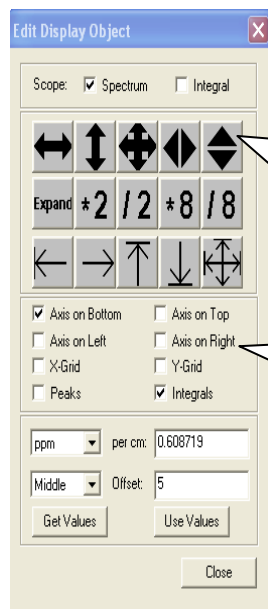 Edit Display Object
Scope: Spectrum Integral
Expand *2 /2 *8 /8
Axis on Bottom Axis on Top
Axis on Left Axis on Right
X-Grid Y-Grid
Peaks Integrals
ppm per cm: 0.608719
Middle Offset: 5
Get Values Use Values
Close